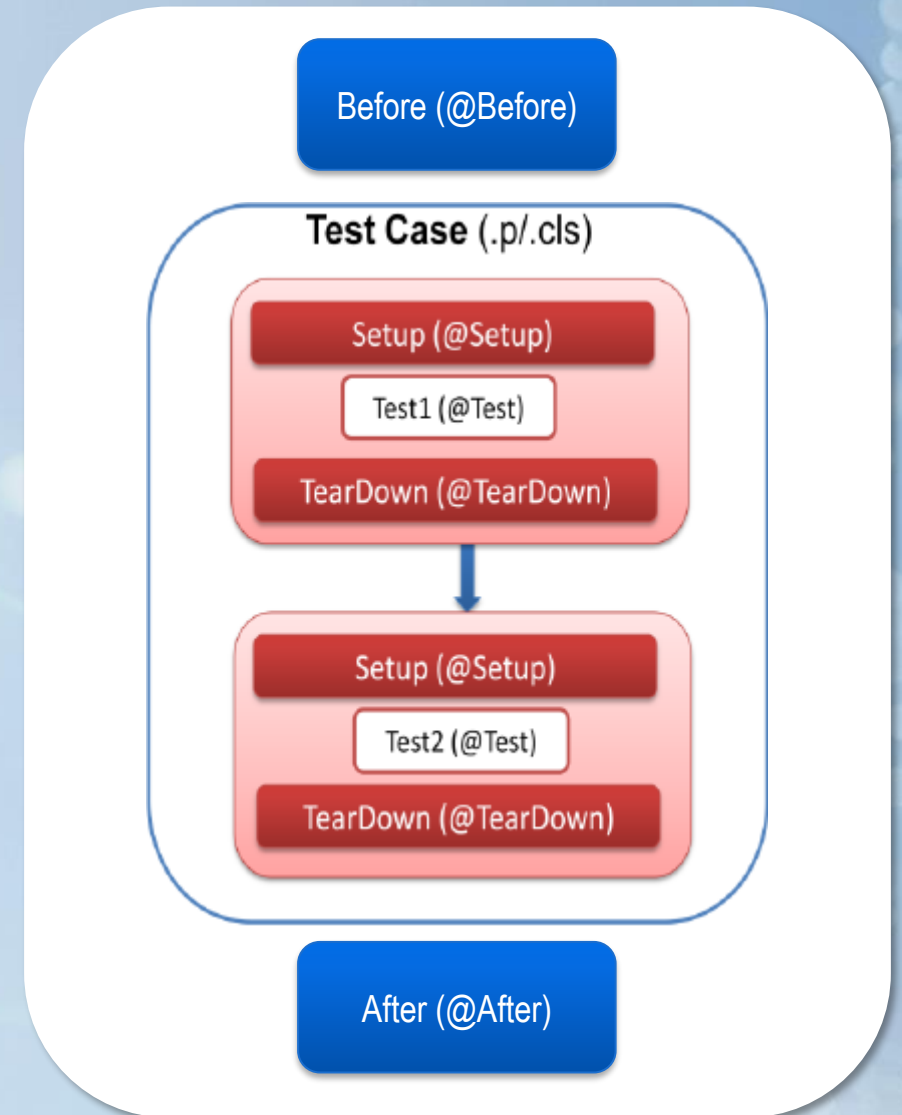 Before (@Before)
Test Case (.p/.cls)
Setup (@Setup)
Test1 (@Test)
TearDown (@TearDown)
Setup (@Setup)
Test2 (@Test)
TearDown (@TearDown)
After (@After)